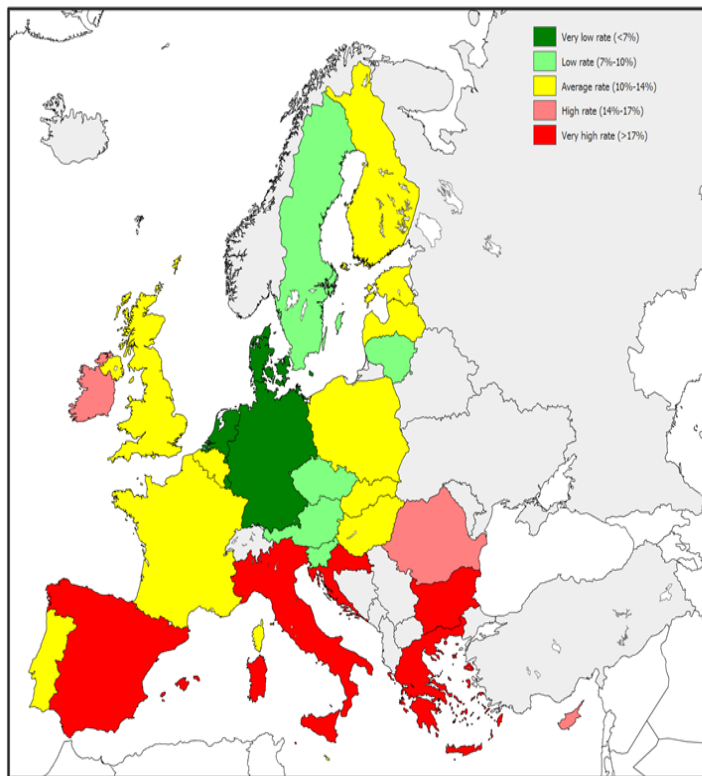 Very low rate (<7%)
Low rate (7%-10%)
Average rate (10%-14%)
High rate (14%-17%)
Very high rate (>17%)